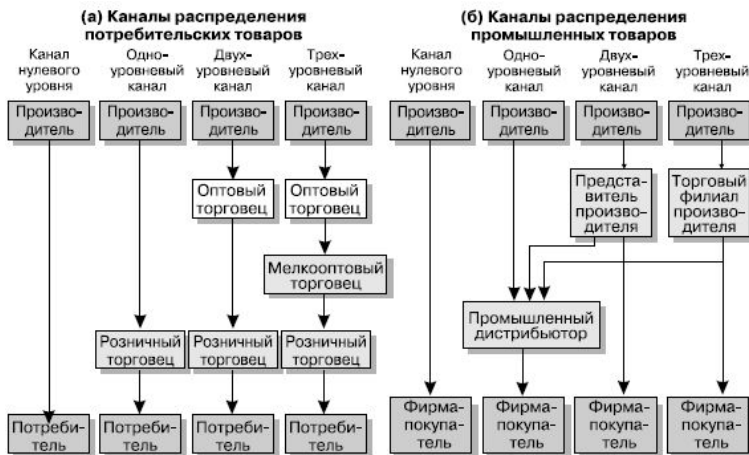 (а) Каналы распределения
потребительских товаров
Канал
нулевого
уровня
Одно-
уровневый
канал
Двух-
уровневый
канал
Трех-
уровневый
канал
Произво-
дитель
Произво-
дитель
Произво-
дитель
Произво-
дитель
Оптовый
торговец
Оптовый
торговец
Мелкооптовый
торговец
Розничный
торговец
Розничный
торговец
Розничный
торговец
Потреби-
тель
Потреби-
тель
Потреби-
тель
Потреби-
тель
(б) Каналы распределения
промышленных товаров
Канал
нулевого
уровня
Одно-
уровневый
канал
Двух-
уровневый
канал
Трех-
уровневый
канал
Произво-
дитель
Произво-
дитель
Произво-
дитель
Произво-
дитель
Предста-
витель
произво-
дителя
Торговый
филиал
произво-
дителя
Промышленный
дистрибьютор
Фирма-
покупа-
тель
Фирма-
покупа-
тель
Фирма-
покупа-
тель
Фирма-
покупа-
тель